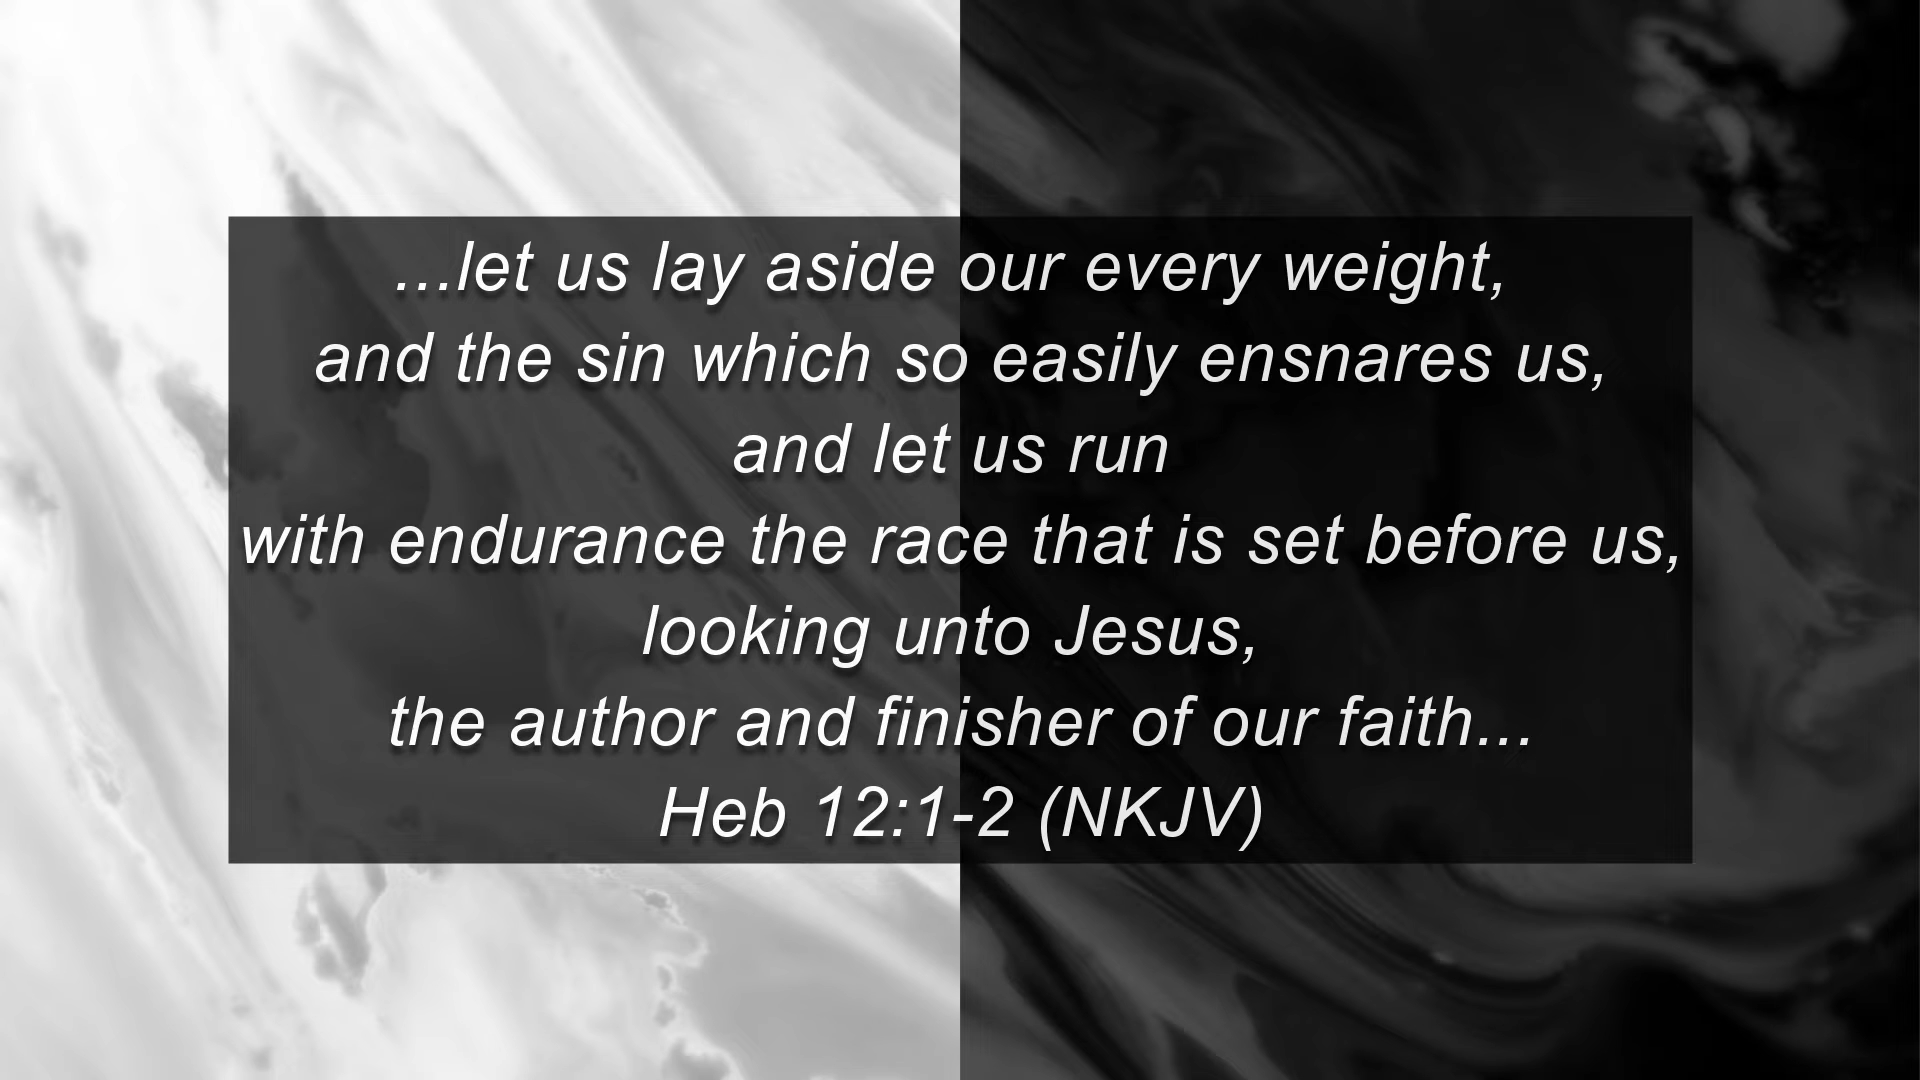 ...let us lay aside our every weight,
and the sin which so easily ensnares us,
and let us run
with endurance the race that is set before us,
looking unto Jesus,
the author and finisher of our faith...
Heb 12:1-2 (NKJV)